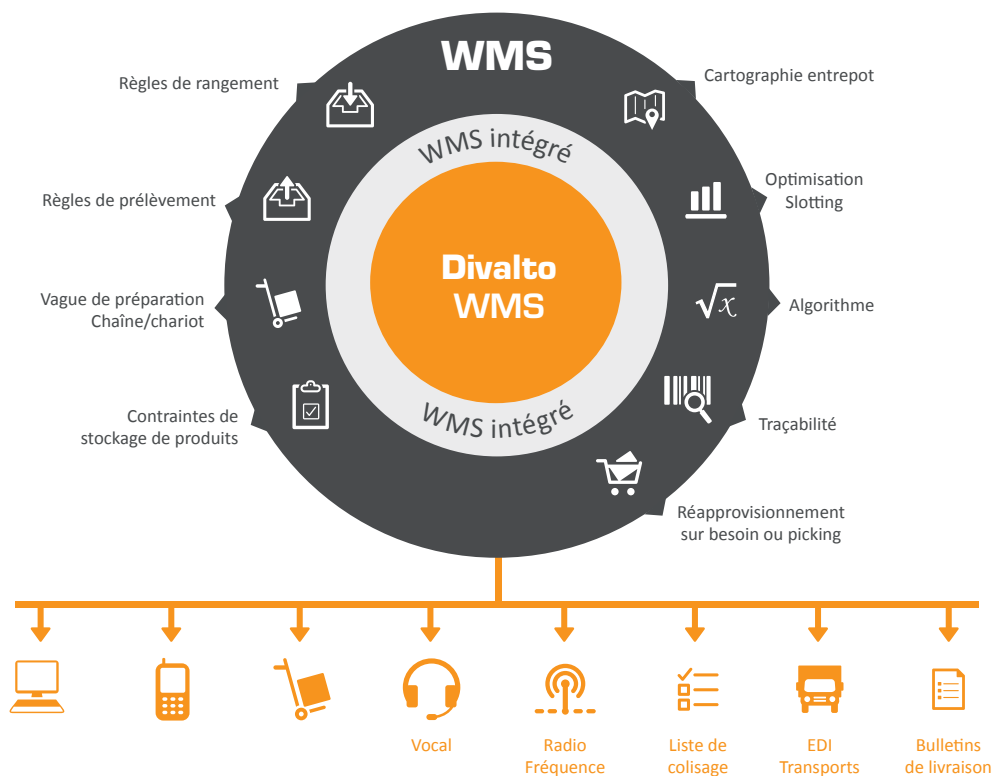 WMS
Règles de rangement
Cartographie entrepot
WMS intégré
Règles de prélèvement
Optimisation
Slotting
Divalto
WMS
Vague de préparation
Chaîne/chariot
√x
Algorithme
WMS intégré
Contraintes de
stockage de produits
Traçabilité
Réapprovisionnement
sur besoin ou picking
Vocal
Radio
Fréquence
Liste de
colisage
EDI
Transports
Bulletins
de livraison